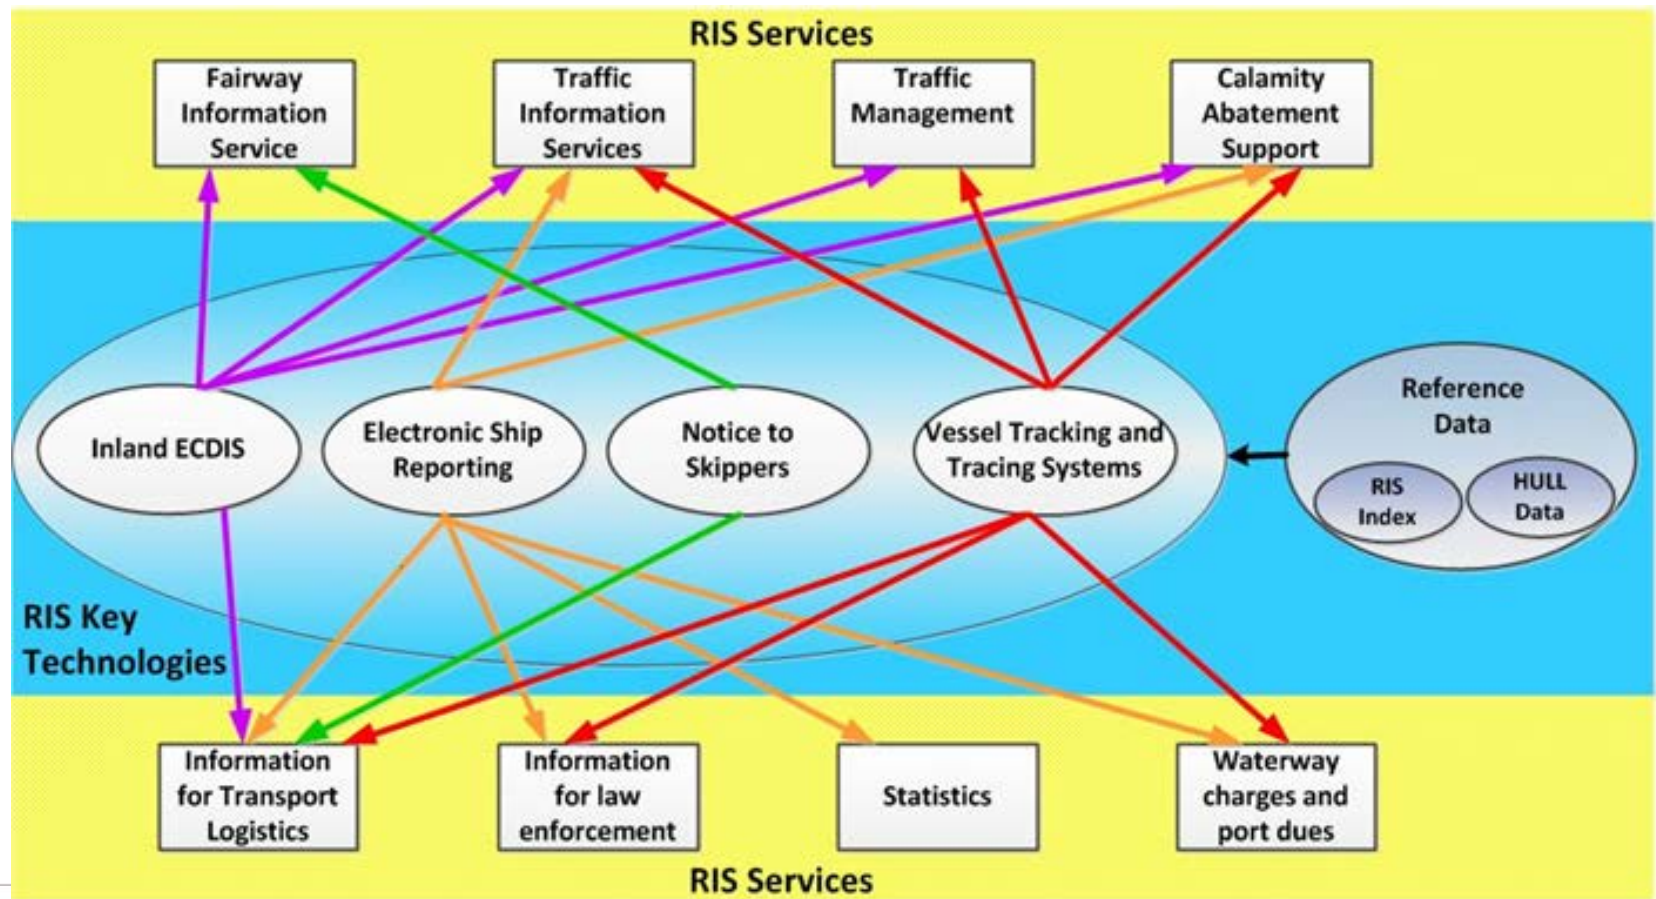 RIS Services
Fairway
Information
Service
Traffic
Information
Services
Traffic
Management
Calamity
Abatement
Support
Inland ECDIS
Electronic Ship
Reporting
Notice to
Skippers
Vessel Tracking and
Tracing Systems
Reference
Data
RIS
Index
HULL
Data
RIS Key
Technologies
Information
for Transport
Logistics
Information
for law
enforcement
Statistics
Waterway
charges and
port dues
RIS Services